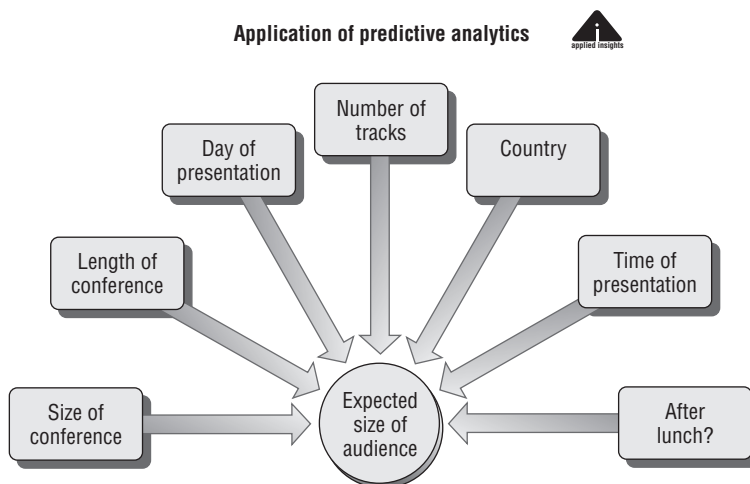 Application of predictive analytics
i
applied insights
Number of
tracks
Day of
presentation
Country
Length of
conference
Time of
presentation
Size of
conference
Expected
size of
audience
After
lunch?